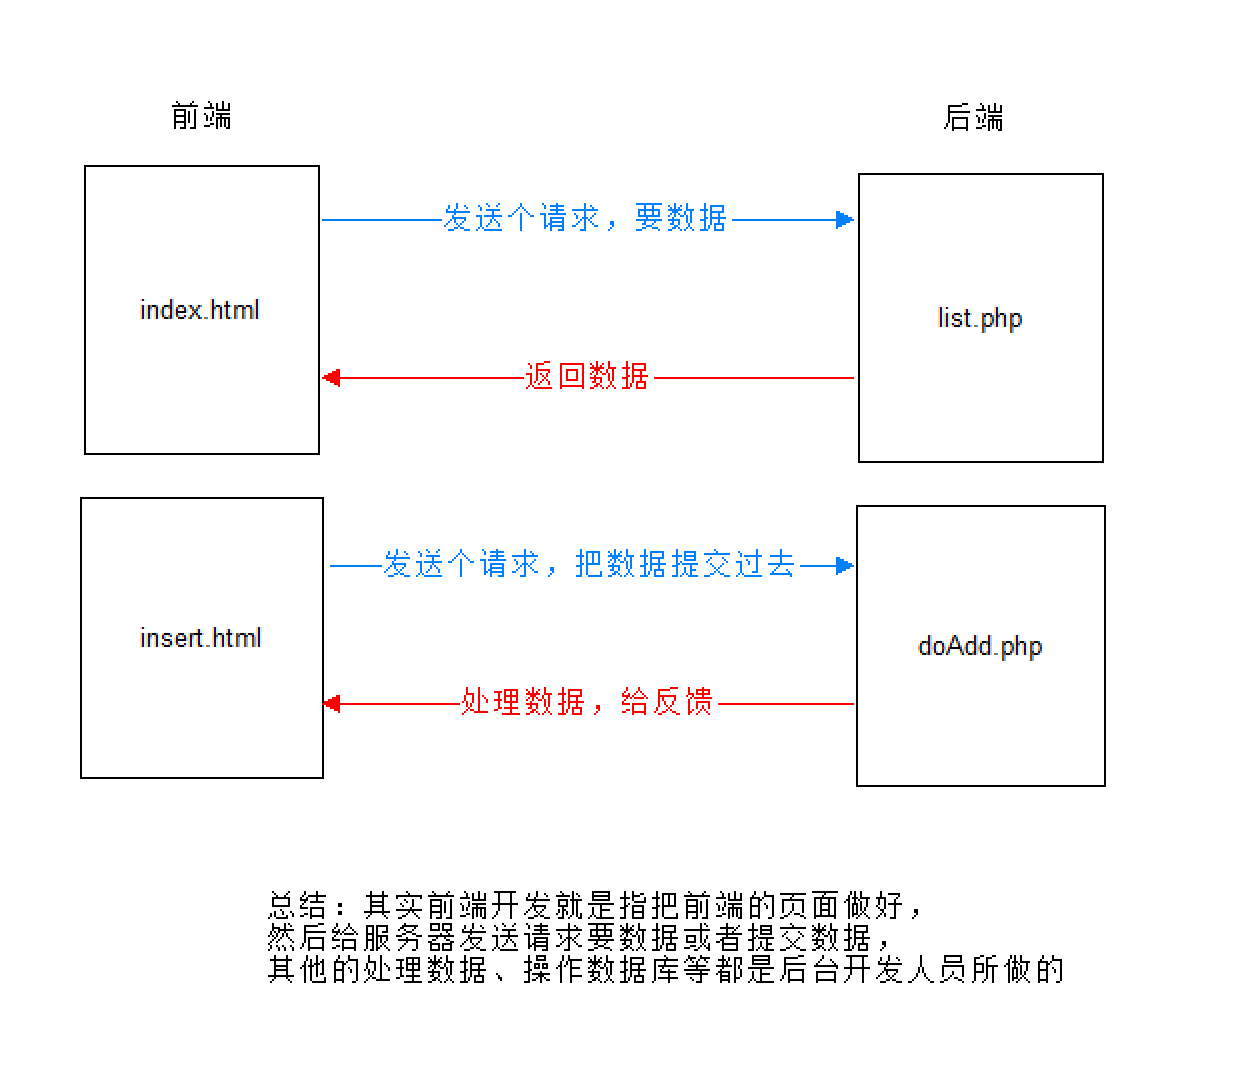 前端
后端
发送个请求，要数据
index.html
list.php
返回数据
发送个请求，把数据提交过去
insert.html
doAdd.php
处理数据，给反馈
总结：其实前端开发就是指把前端的页面做好，
然后给服务器发送请求要数据或者提交数据，
其他的处理数据、操作数据库等都是后台开发人员所做的